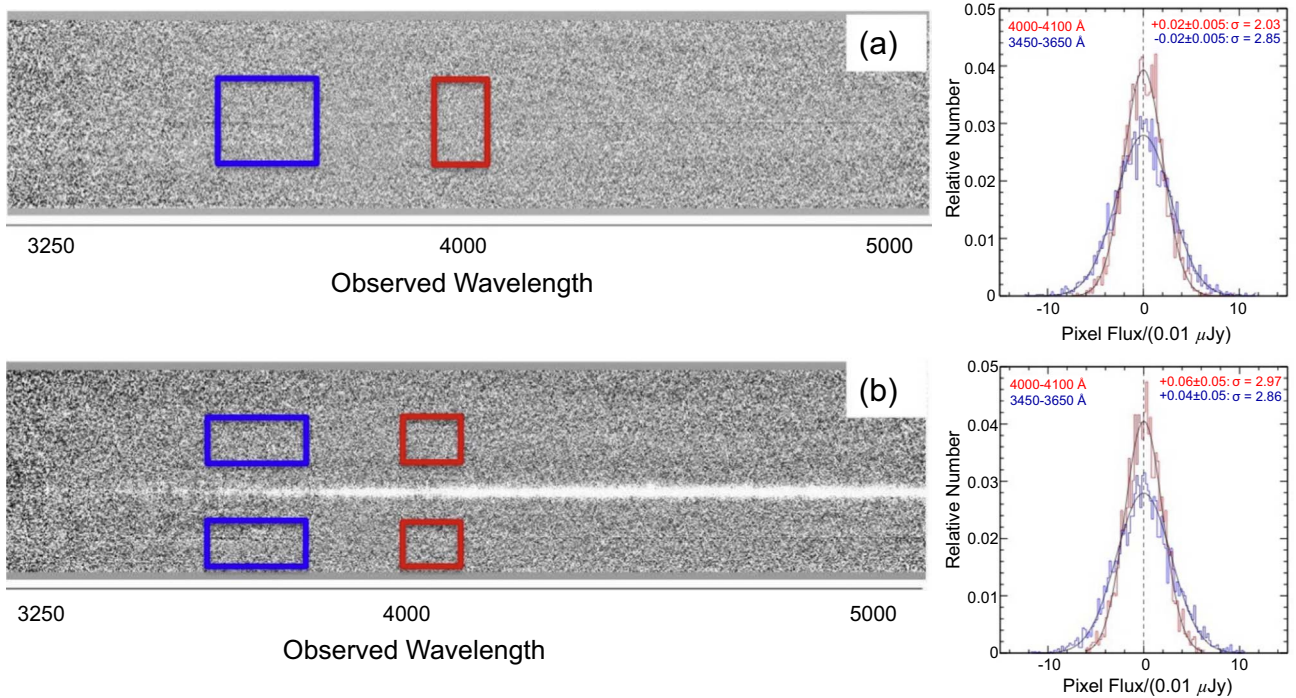 (a)
3250 4000 5000
Observed Wavelength
0.05
0.04
0.03
0.02
0.01
0
Relative Number
4000-4100 Å +0.02±0.005: σ = 2.03
3450-3650 Å -0.02±0.005: σ = 2.85
-10 0 10
Pixel Flux/(0.01 μJy)
(b)
3250 4000 5000
Observed Wavelength
0.05
0.04
0.03
0.02
0.01
0
Relative Number
4000-4100 Å +0.06±0.05: σ = 2.97
3450-3650 Å +0.04±0.05: σ = 2.86
-10 0 10
Pixel Flux/(0.01 μJy)